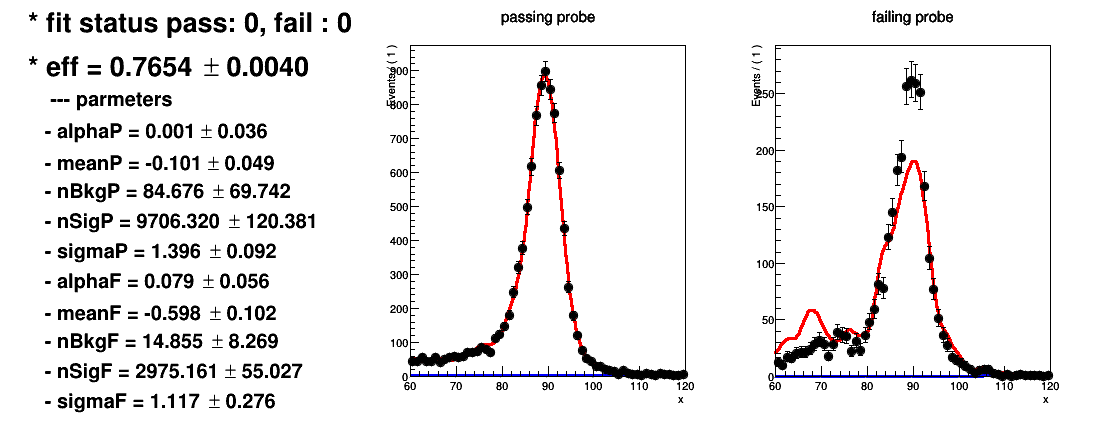 * fit status pass: 0, fail : 0
* eff = 0.7654 ± 0.0040
--- parmeters
- alphaP = 0.001 ± 0.036
- meanP = -0.101 ± 0.049
- nBkgP = 84.676 ± 69.742
- nSigP = 9706.320 ± 120.381
- sigmaP = 1.396 ± 0.092
- alphaF = 0.079 ± 0.056
- meanF = -0.598 ± 0.102
- nBkgF = 14.855 ± 8.269
- nSigF = 2975.161 ± 55.027
- sigmaF = 1.117 ± 0.276
passing probe
Events / ( 1 )
900
800
700
600
500
400
300
200
100
0
60 70 80 90 100 110 120
x
failing probe
Events / ( 1 )
250
200
150
100
50
0
60 70 80 90 100 110 120
x